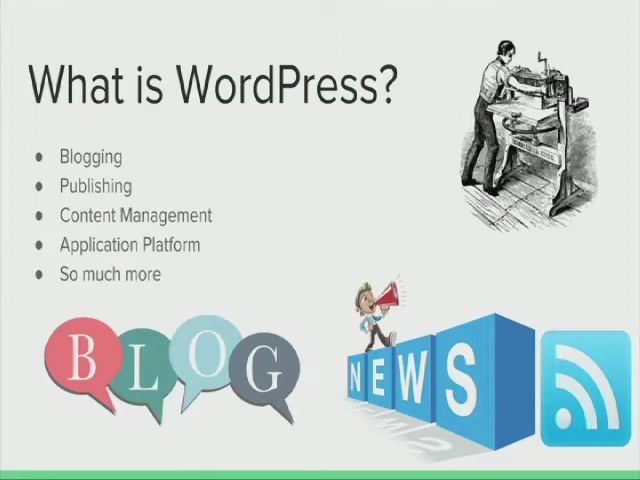 What is WordPress?
Blogging
Publishing
Content Management
Application Platform
So much more
BLOG
NEWS